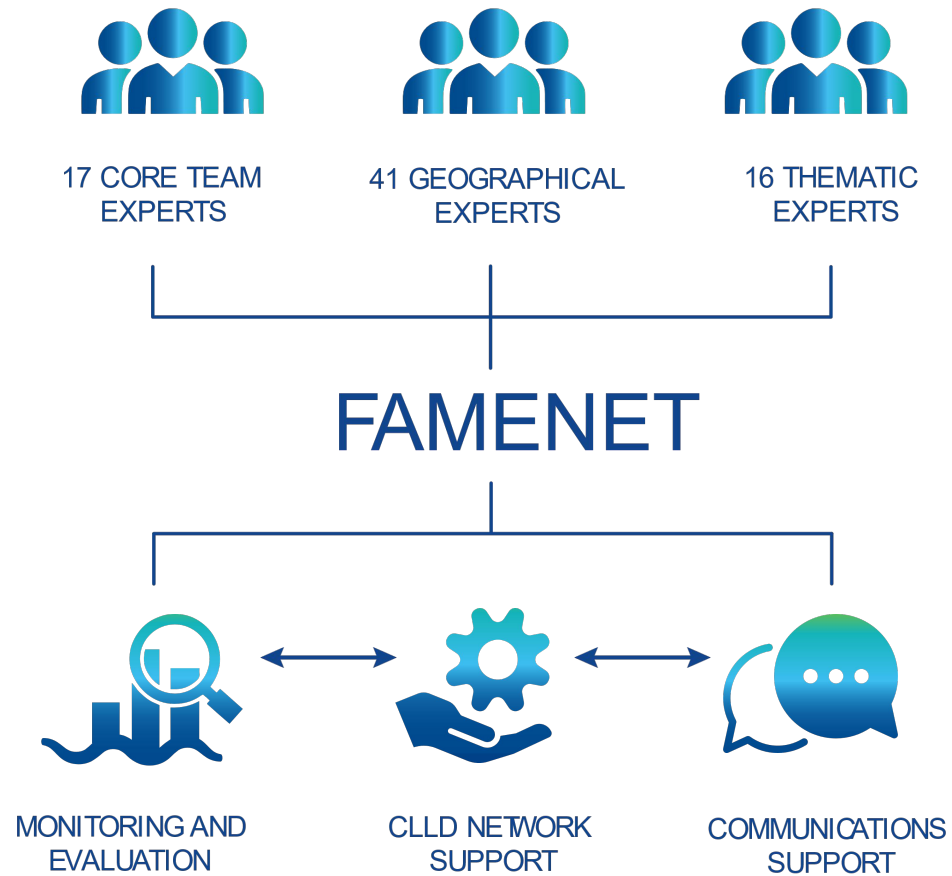 17 CORE TEAM
EXPERTS
41 GEOGRAPHICAL
EXPERTS
16 THEMATIC
EXPERTS
FAMENET
MONITORING AND
EVALUATION
CLLD NETWORK
SUPPORT
COMMUNICATIONS
SUPPORT